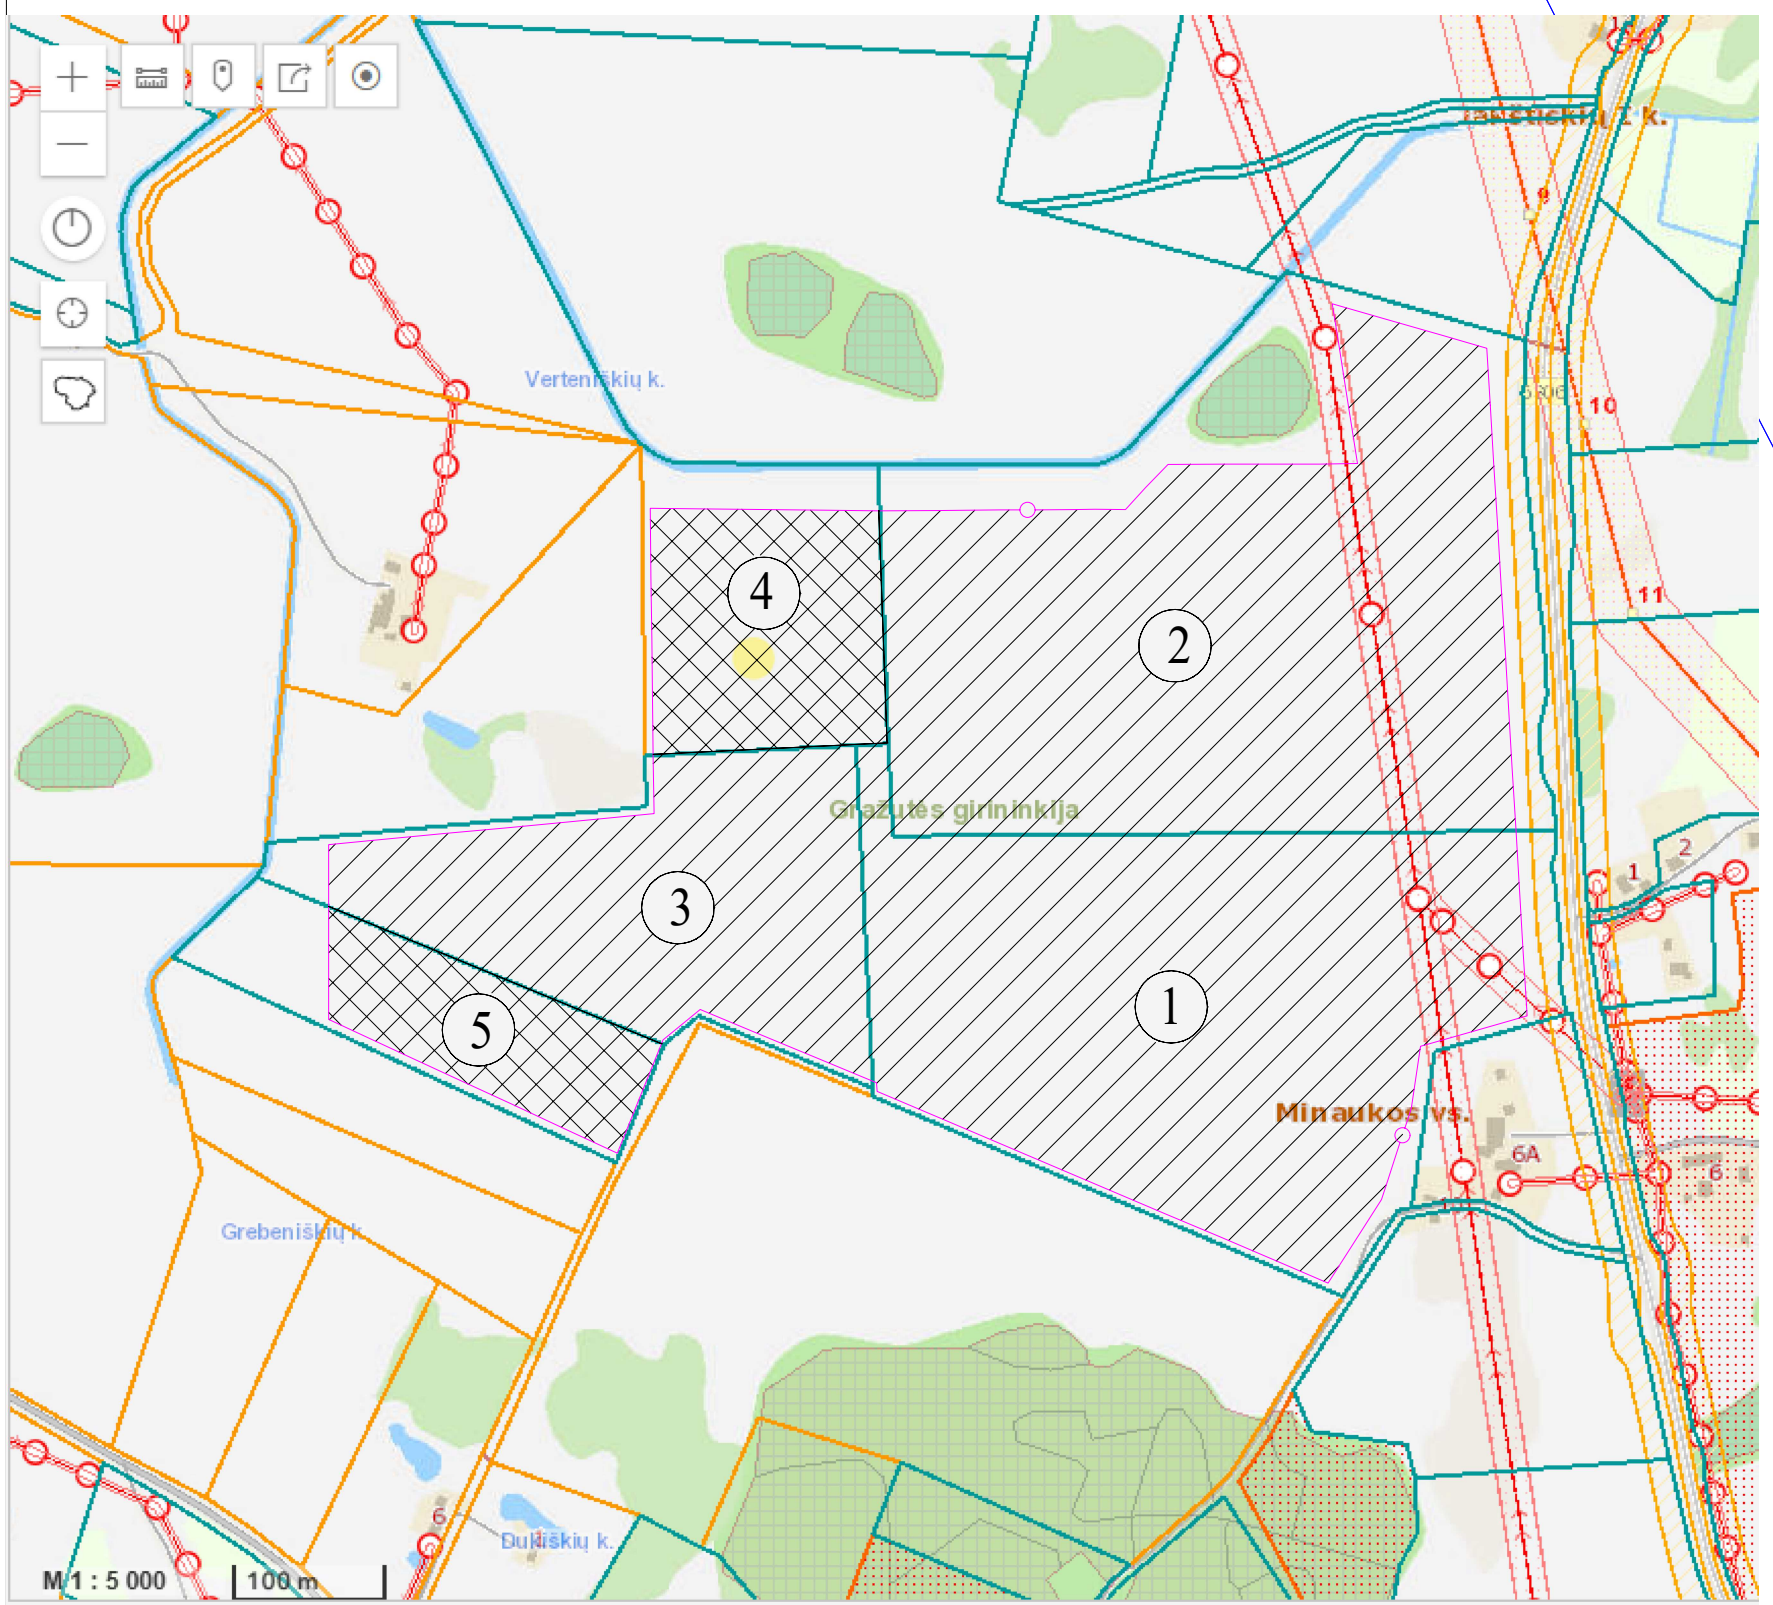 9
Verteniškių k.
10
11
4
2
Gražutės girininkija
2
1
3
1
5
Minaukos vs.
6A
6
Grebeniškių k.
6
Dukiškių k.
M 1 : 5 000
100 m